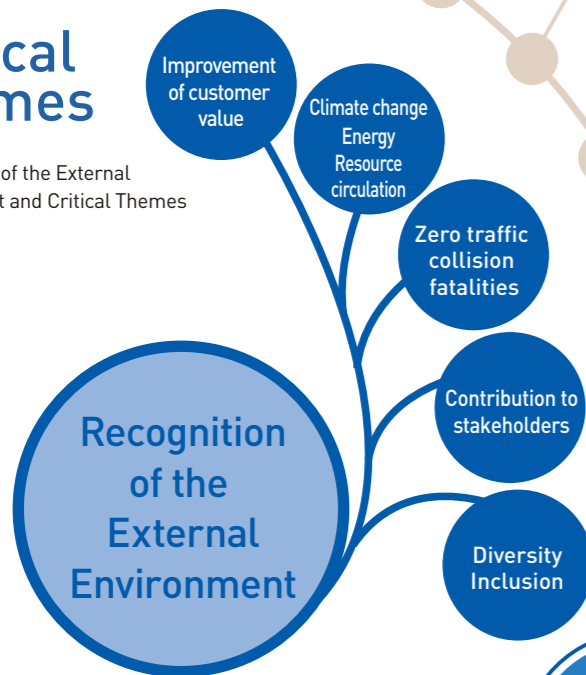 cal
mes
of the External
t and Critical Themes
Improvement
of customer
value
Climate change
Energy
Resource
circulation
Zero traffic
collision
fatalities
Contribution to
stakeholders
Diversity
Inclusion
Recognition
of the
External
Environment